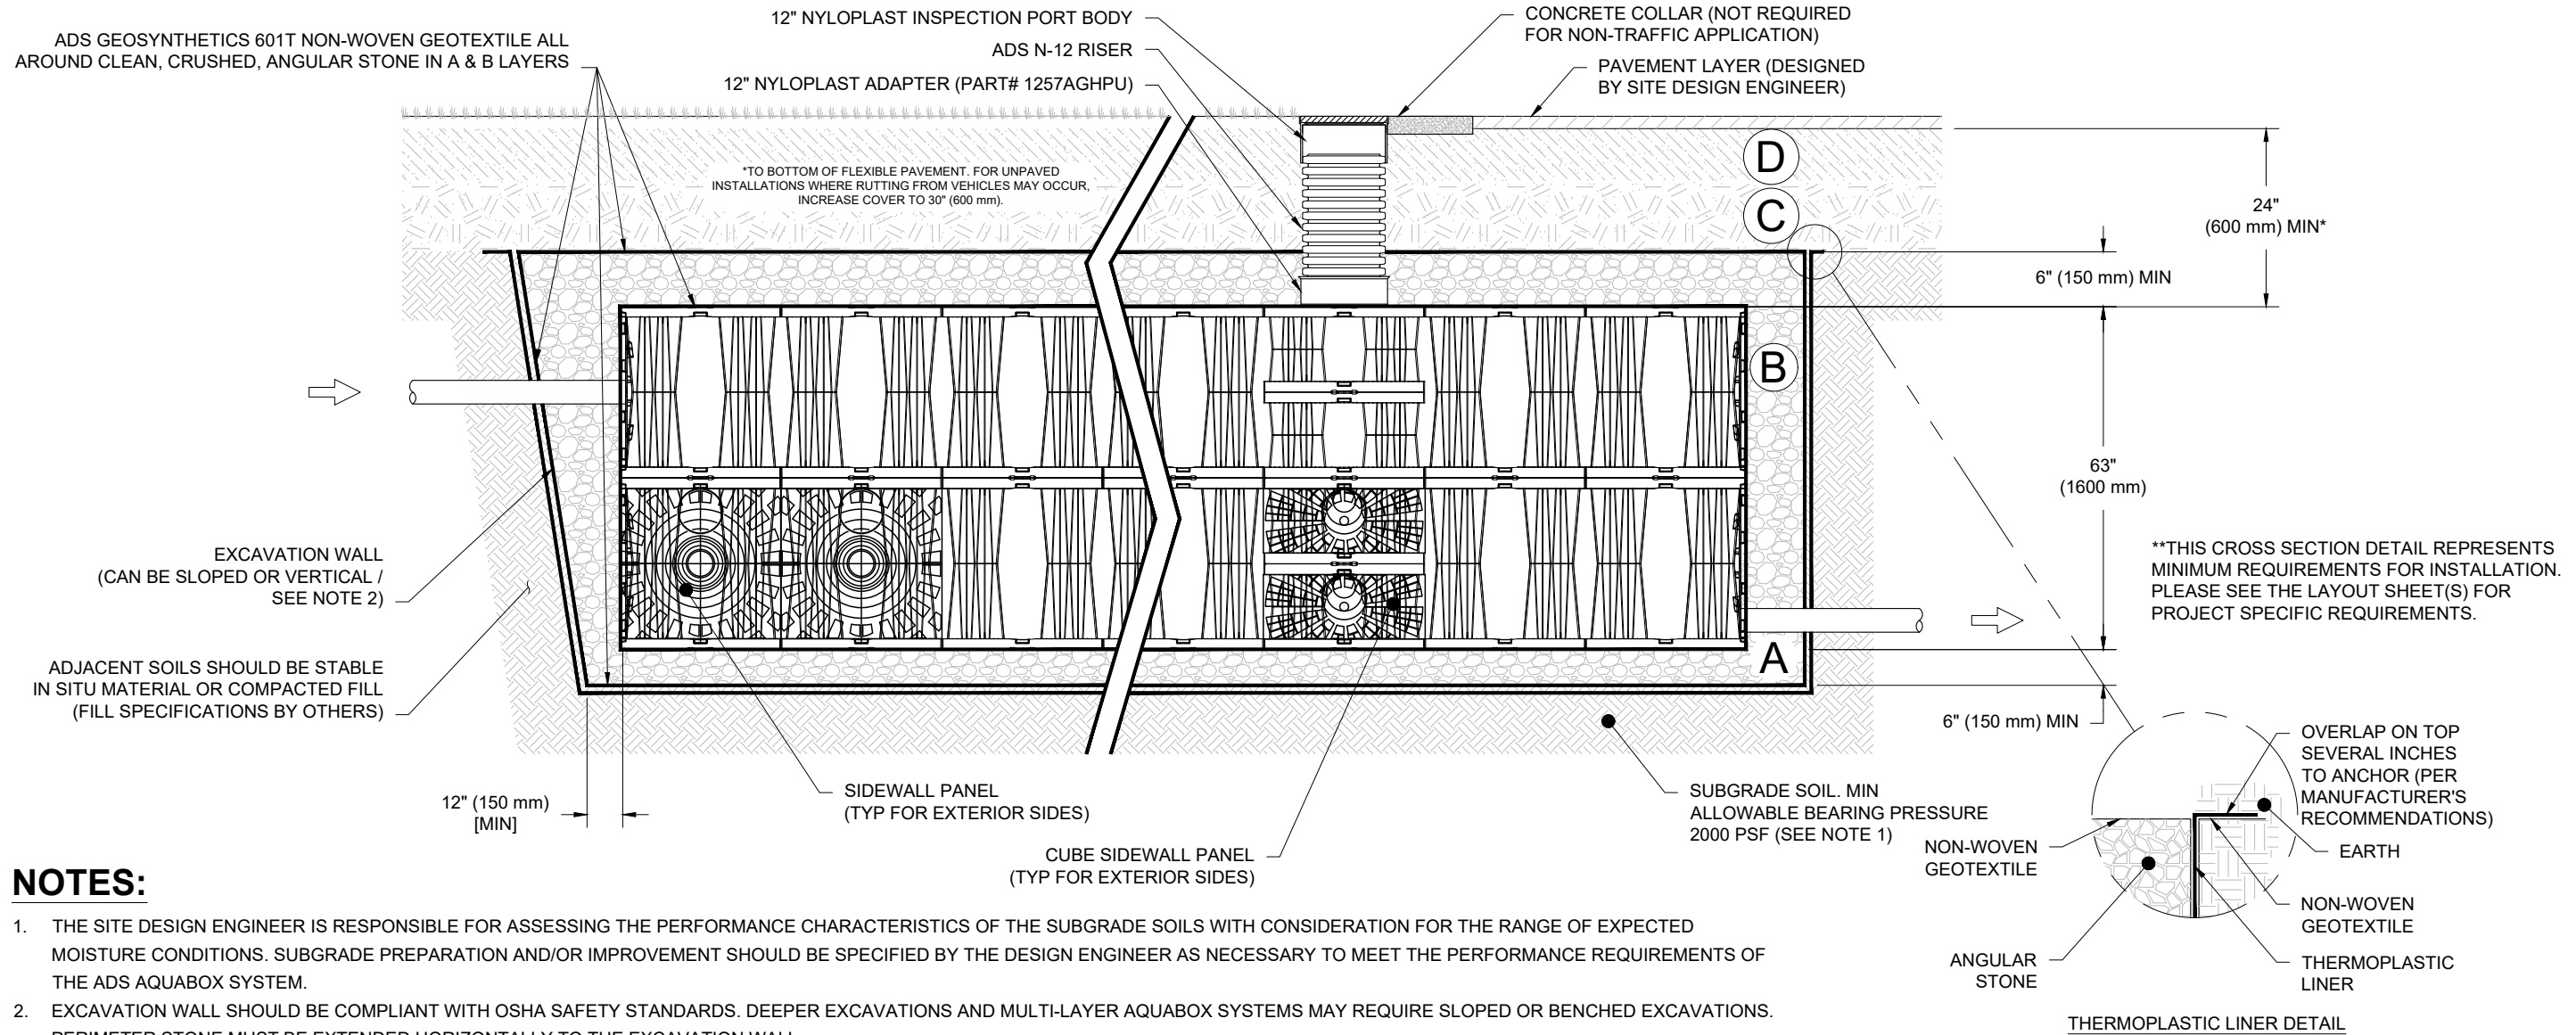 12" NYLOPLAST INSPECTION PORT BODY
ADS N-12 RISER
12" NYLOPLAST ADAPTER (PART# 1257AGHPU)
CONCRETE COLLAR (NOT REQUIRED
FOR NON-TRAFFIC APPLICATION)
PAVEMENT LAYER (DESIGNED
BY SITE DESIGN ENGINEER)
ADS GEOSYNTHETICS 601T NON-WOVEN GEOTEXTILE ALL
AROUND CLEAN, CRUSHED, ANGULAR STONE IN A & B LAYERS
*TO BOTTOM OF FLEXIBLE PAVEMENT. FOR UNPAVED
INSTALLATIONS WHERE RUTTING FROM VEHICLES MAY OCCUR,
INCREASE COVER TO 30" (600 mm).
D
C
B
A
24"
(600 mm) MIN*
6" (150 mm) MIN
63"
(1600 mm)
6" (150 mm) MIN
**THIS CROSS SECTION DETAIL REPRESENTS
MINIMUM REQUIREMENTS FOR INSTALLATION.
PLEASE SEE THE LAYOUT SHEET(S) FOR
PROJECT SPECIFIC REQUIREMENTS.
EXCAVATION WALL
(CAN BE SLOPED OR VERTICAL /
SEE NOTE 2)
ADJACENT SOILS SHOULD BE STABLE
IN SITU MATERIAL OR COMPACTED FILL
(FILL SPECIFICATIONS BY OTHERS)
12" (150 mm)
[MIN]
SIDEWALL PANEL
(TYP FOR EXTERIOR SIDES)
CUBE SIDEWALL PANEL
(TYP FOR EXTERIOR SIDES)
SUBGRADE SOIL. MIN
ALLOWABLE BEARING PRESSURE
2000 PSF (SEE NOTE 1)
OVERLAP ON TOP
SEVERAL INCHES
TO ANCHOR (PER
MANUFACTURER'S
RECOMMENDATIONS)
EARTH
NON-WOVEN
GEOTEXTILE
NON-WOVEN
GEOTEXTILE
ANGULAR
STONE
THERMOPLASTIC
LINER
THERMOPLASTIC LINER DETAIL
NOTES:
1. THE SITE DESIGN ENGINEER IS RESPONSIBLE FOR ASSESSING THE PERFORMANCE CHARACTERISTICS OF THE SUBGRADE SOILS WITH CONSIDERATION FOR THE RANGE OF EXPECTED
MOISTURE CONDITIONS. SUBGRADE PREPARATION AND/OR IMPROVEMENT SHOULD BE SPECIFIED BY THE DESIGN ENGINEER AS NECESSARY TO MEET THE PERFORMANCE REQUIREMENTS OF
THE ADS AQUABOX SYSTEM.
2. EXCAVATION WALL SHOULD BE COMPLIANT WITH OSHA SAFETY STANDARDS. DEEPER EXCAVATIONS AND MULTI-LAYER AQUABOX SYSTEMS MAY REQUIRE SLOPED OR BENCHED EXCAVATIONS.
PERIMETER STONE MUST BE EXTENDED HORIZONTALLY TO THE EXCAVATION WALL